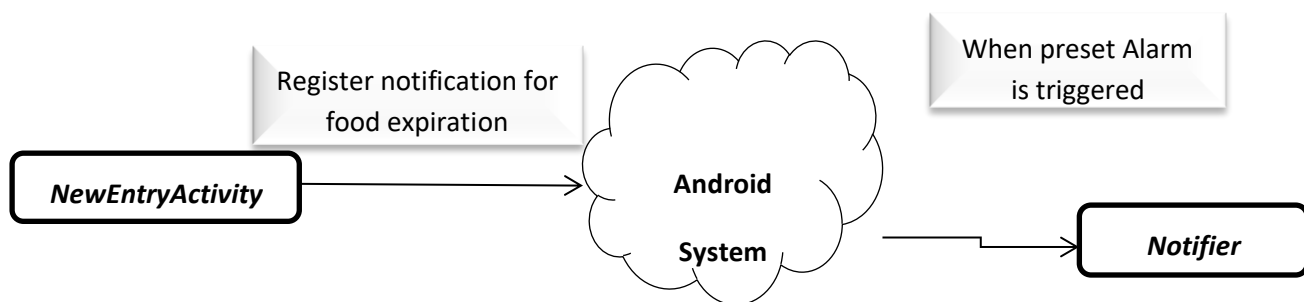 Register notification for
food expiration
When preset Alarm
is triggered
NewEntryActivity
Android
System
Notifier